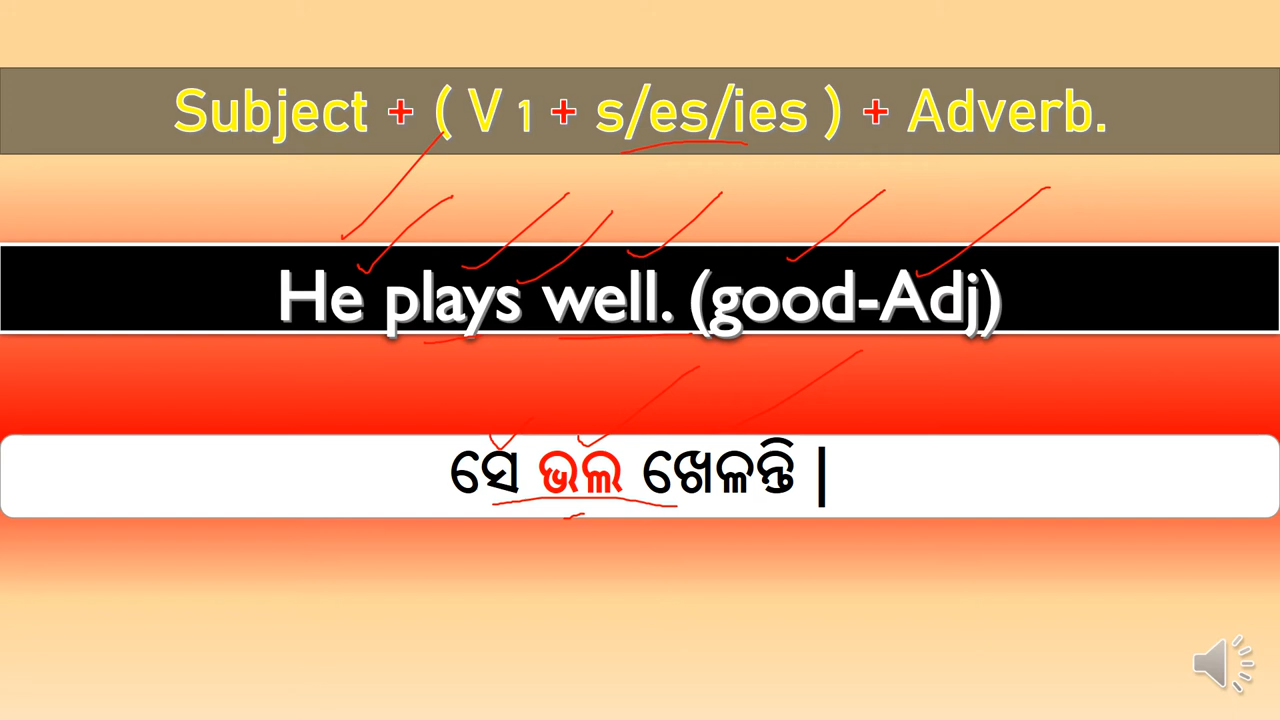 Subject + ( V 1 + s/es/ies ) + Adverb.
He plays well. (good-Adj)
ସେ ଭଲ ଖେଳନ୍ତି |